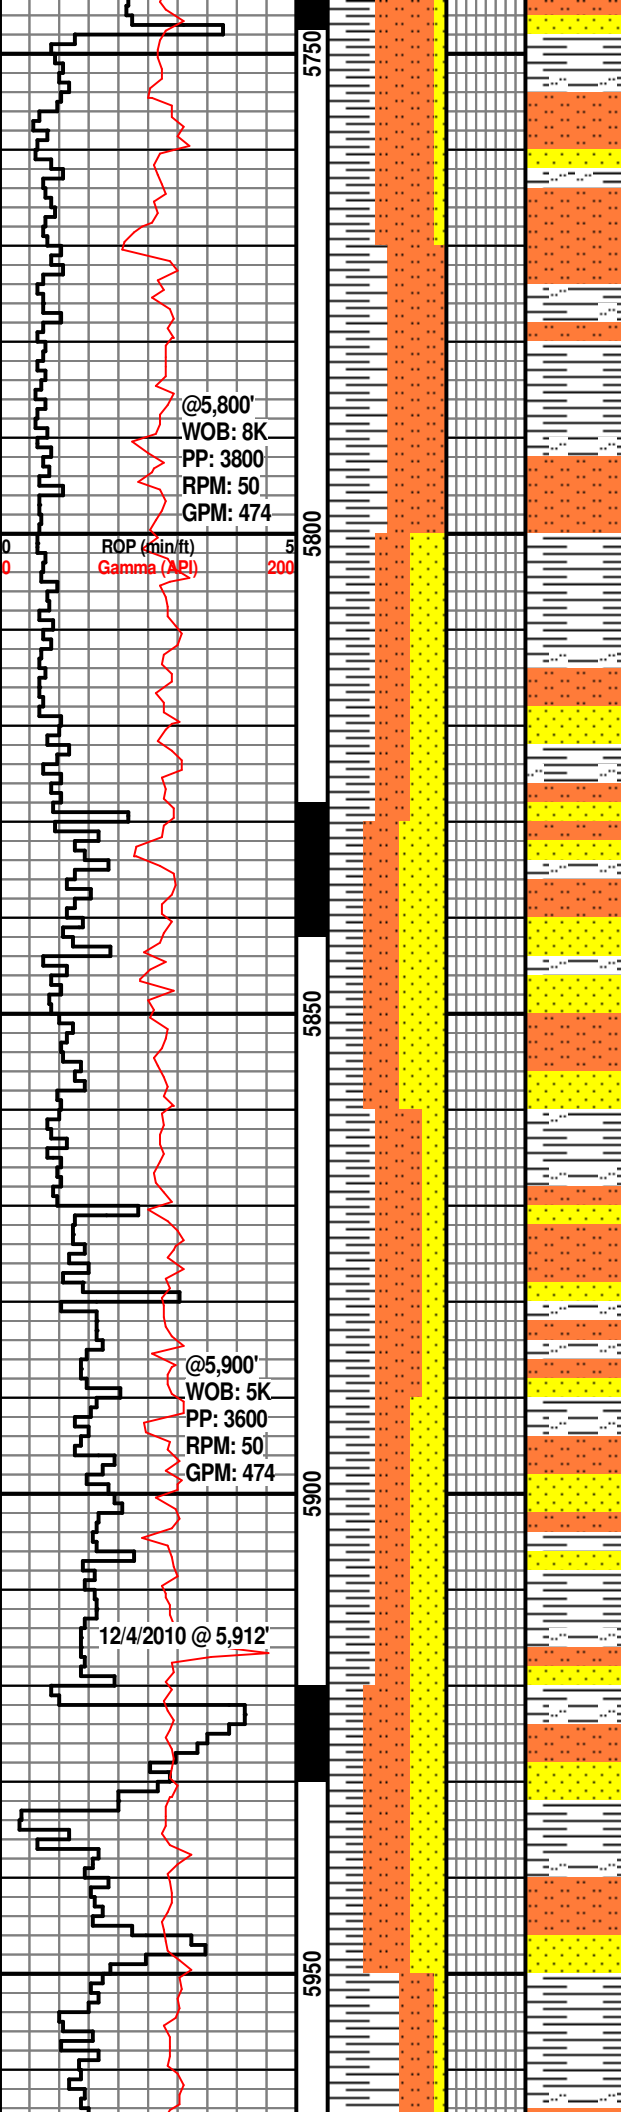 5750
@5,800'
WOB: 8K
PP: 3800
RPM: 50
GPM: 474
5800
0 ROP (min/ft) 5
0 Gamma (API) 200
5850
@5,900'
WOB: 5K
PP: 3600
RPM: 50
GPM: 474
5900
12/4/2010 @ 5,912'
5950